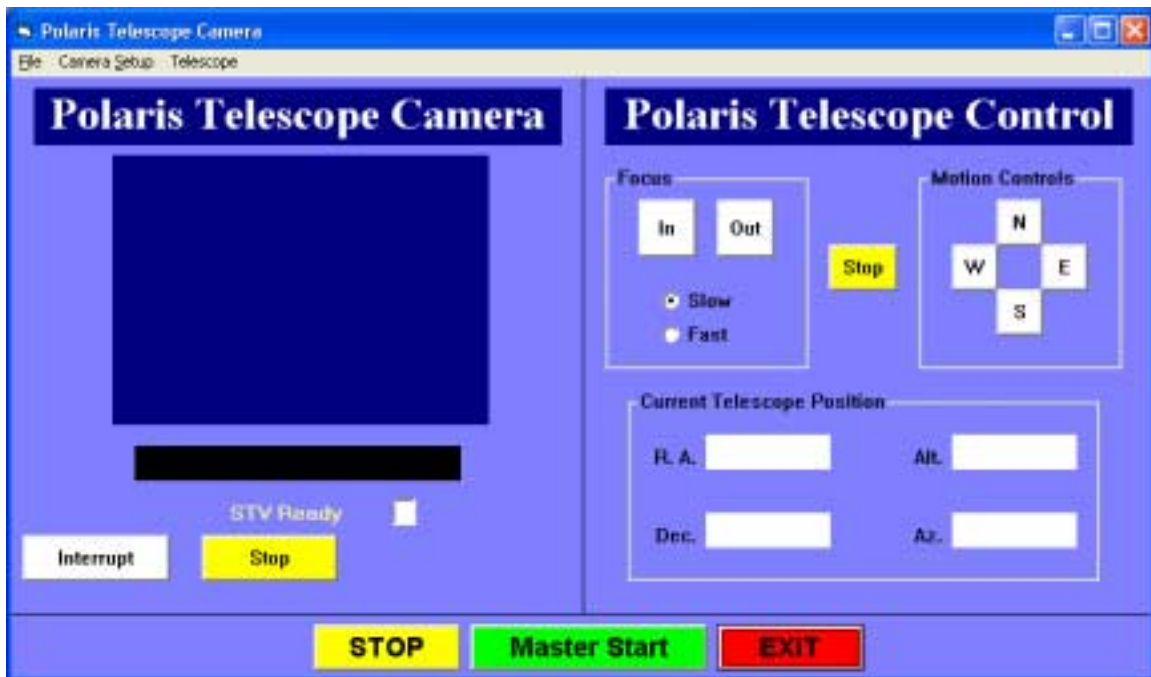 Polaris Telescope Camera
File Camera Setup Telescope
Polaris Telescope Camera
STV Ready
Interrupt Stop
Polaris Telescope Control
Focus
In Out
Slow
Fast
Stop
Motion Controls
N
W E
S
Current Telescope Position
R. A. Alt.
Dec. Az.
STOP Master Start EXIT